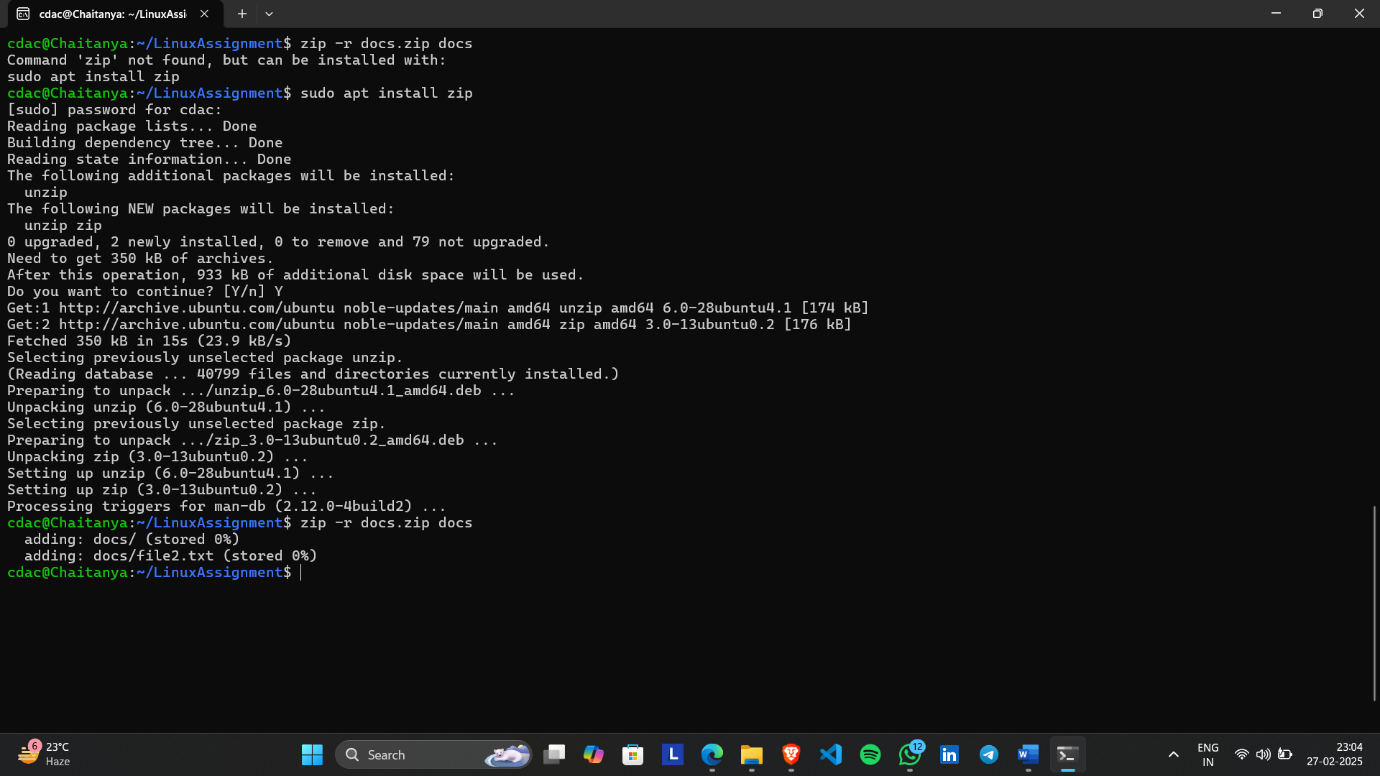 cdac@Chaitanya: ~/LinuxAssi
cdac@Chaitanya:~/LinuxAssignment$ zip -r docs.zip docs
Command 'zip' not found, but can be installed with:
sudo apt install zip
cdac@Chaitanya:~/LinuxAssignment$ sudo apt install zip
[sudo] password for cdac:
Reading package lists... Done
Building dependency tree... Done
Reading state information... Done
The following additional packages will be installed:
  unzip
The following NEW packages will be installed:
  unzip zip
0 upgraded, 2 newly installed, 0 to remove and 79 not upgraded.
Need to get 350 kB of archives.
After this operation, 933 kB of additional disk space will be used.
Do you want to continue? [Y/n] Y
Get:1 http://archive.ubuntu.com/ubuntu noble-updates/main amd64 unzip amd64 6.0-28ubuntu4.1 [174 kB]
Get:2 http://archive.ubuntu.com/ubuntu noble-updates/main amd64 zip amd64 3.0-13ubuntu0.2 [176 kB]
Fetched 350 kB in 15s (23.9 kB/s)
Selecting previously unselected package unzip.
(Reading database ... 40799 files and directories currently installed.)
Preparing to unpack .../unzip_6.0-28ubuntu4.1_amd64.deb ...
Unpacking unzip (6.0-28ubuntu4.1) ...
Selecting previously unselected package zip.
Preparing to unpack .../zip_3.0-13ubuntu0.2_amd64.deb ...
Unpacking zip (3.0-13ubuntu0.2) ...
Setting up unzip (6.0-28ubuntu4.1) ...
Setting up zip (3.0-13ubuntu0.2) ...
Processing triggers for man-db (2.12.0-4build2) ...
cdac@Chaitanya:~/LinuxAssignment$ zip -r docs.zip docs
  adding: docs/ (stored 0%)
  adding: docs/file2.txt (stored 0%)
cdac@Chaitanya:~/LinuxAssignment$
6 23°C
Haze
Search
L
12
in
W
ENG
IN
23:04
27-02-2025